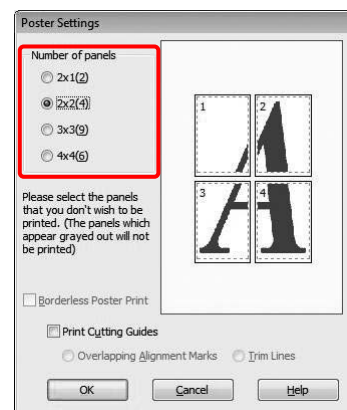 Poster Settings
Number of panels
2x1(2)
2x2(4)
3x3(9)
4x4(6)
1
2
3
4
Please select the panels
that you don't wish to be
printed. (The panels which
appear grayed out will not
be printed)
Borderless Poster Print
Print Cutting Guides
Overlapping Alignment Marks
Trim Lines
OK
Cancel
Help